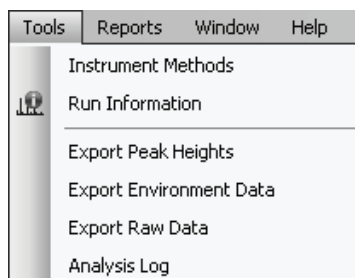 Tools Reports Window Help
Instrument Methods
Run Information
Export Peak Heights
Export Environment Data
Export Raw Data
Analysis Log